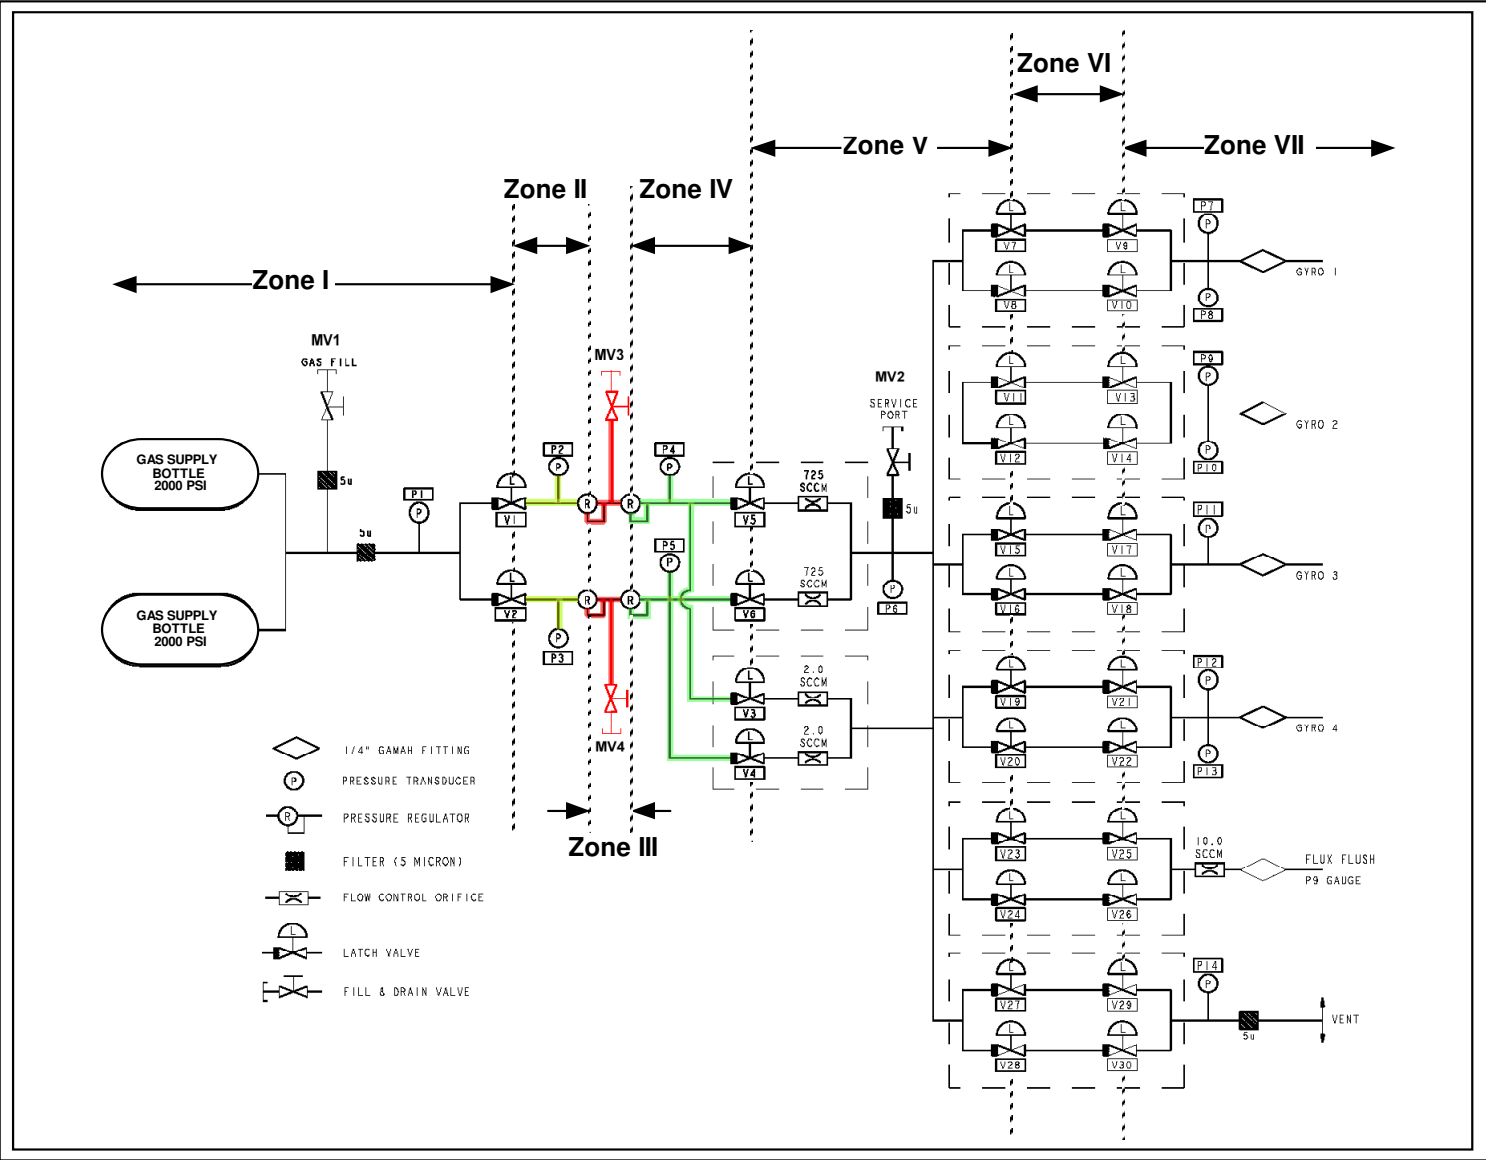 Zone VI
Zone V
Zone VII
Zone II
Zone IV
Zone I
MV1
GAS FILL
MV3
MV2
SERVICE
PORT
MV4
Zone III
GAS SUPPLY
BOTTLE
2000 PSI
GAS SUPPLY
BOTTLE
2000 PSI
5u
5u
P1
P
L
V1
L
V2
P2
P
P
P3
R
R
R
R
P4
P
P5
P
L
V5
725
SCCM
L
V6
725
SCCM
L
V3
2.0
SCCM
L
V4
2.0
SCCM
5u
P
P6
L
V7
L
V9
L
V8
L
V10
P7
P
P
P8
GYRO 1
L
V11
L
V13
L
V12
L
V14
P9
P
P
P10
GYRO 2
L
V15
L
V17
L
V16
L
V18
P11
P
GYRO 3
L
V19
L
V21
L
V20
L
V22
P12
P
P
P13
GYRO 4
L
V23
L
V25
L
V24
L
V26
10.0
SCCM
FLUX FLUSH
P9 GAUGE
L
V27
L
V29
L
V28
L
V30
P14
P
5u
VENT
1/4" GAMAH FITTING
P
PRESSURE TRANSDUCER
R
PRESSURE REGULATOR
FILTER (5 MICRON)
FLOW CONTROL ORIFICE
L
LATCH VALVE
FILL & DRAIN VALVE